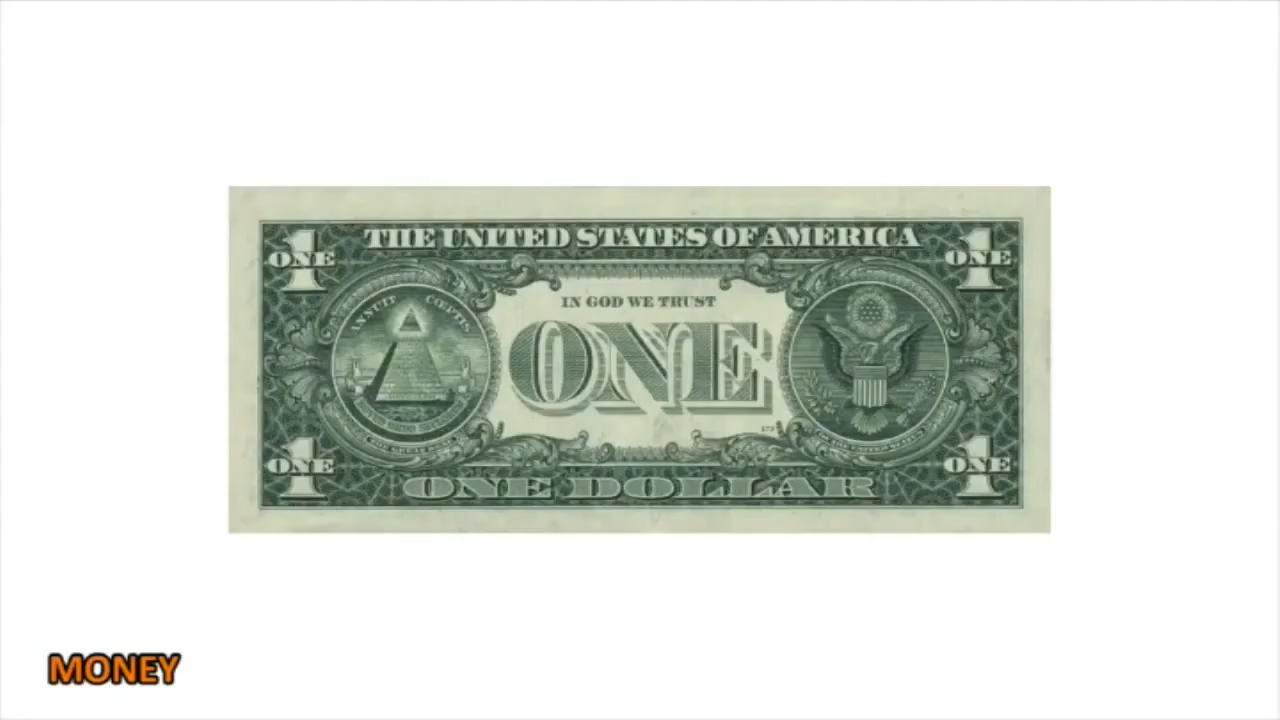 THE UNITED STATES OF AMERICA
1 ONE
ONE 1
ANNUIT CŒPTIS
IN GOD WE TRUST
ONE
1 ONE
ONE 1
ONE DOLLAR
MONEY